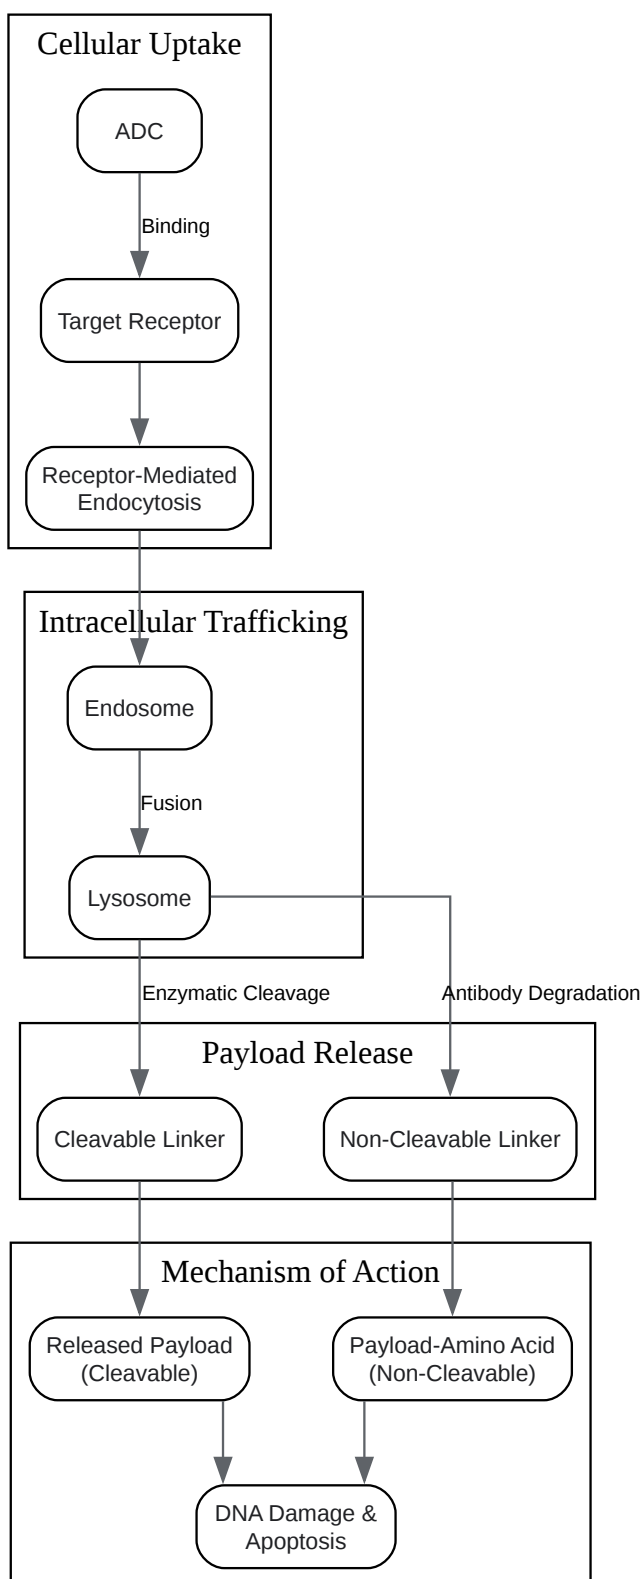 Cellular Uptake
ADC
Binding
Target Receptor
Receptor-Mediated
Endocytosis
Intracellular Trafficking
Endosome
Fusion
Lysosome
Enzymatic Cleavage
Antibody Degradation
Payload Release
Cleavable Linker
Non-Cleavable Linker
Mechanism of Action
Released Payload
(Cleavable)
Payload-Amino Acid
(Non-Cleavable)
DNA Damage &
Apoptosis